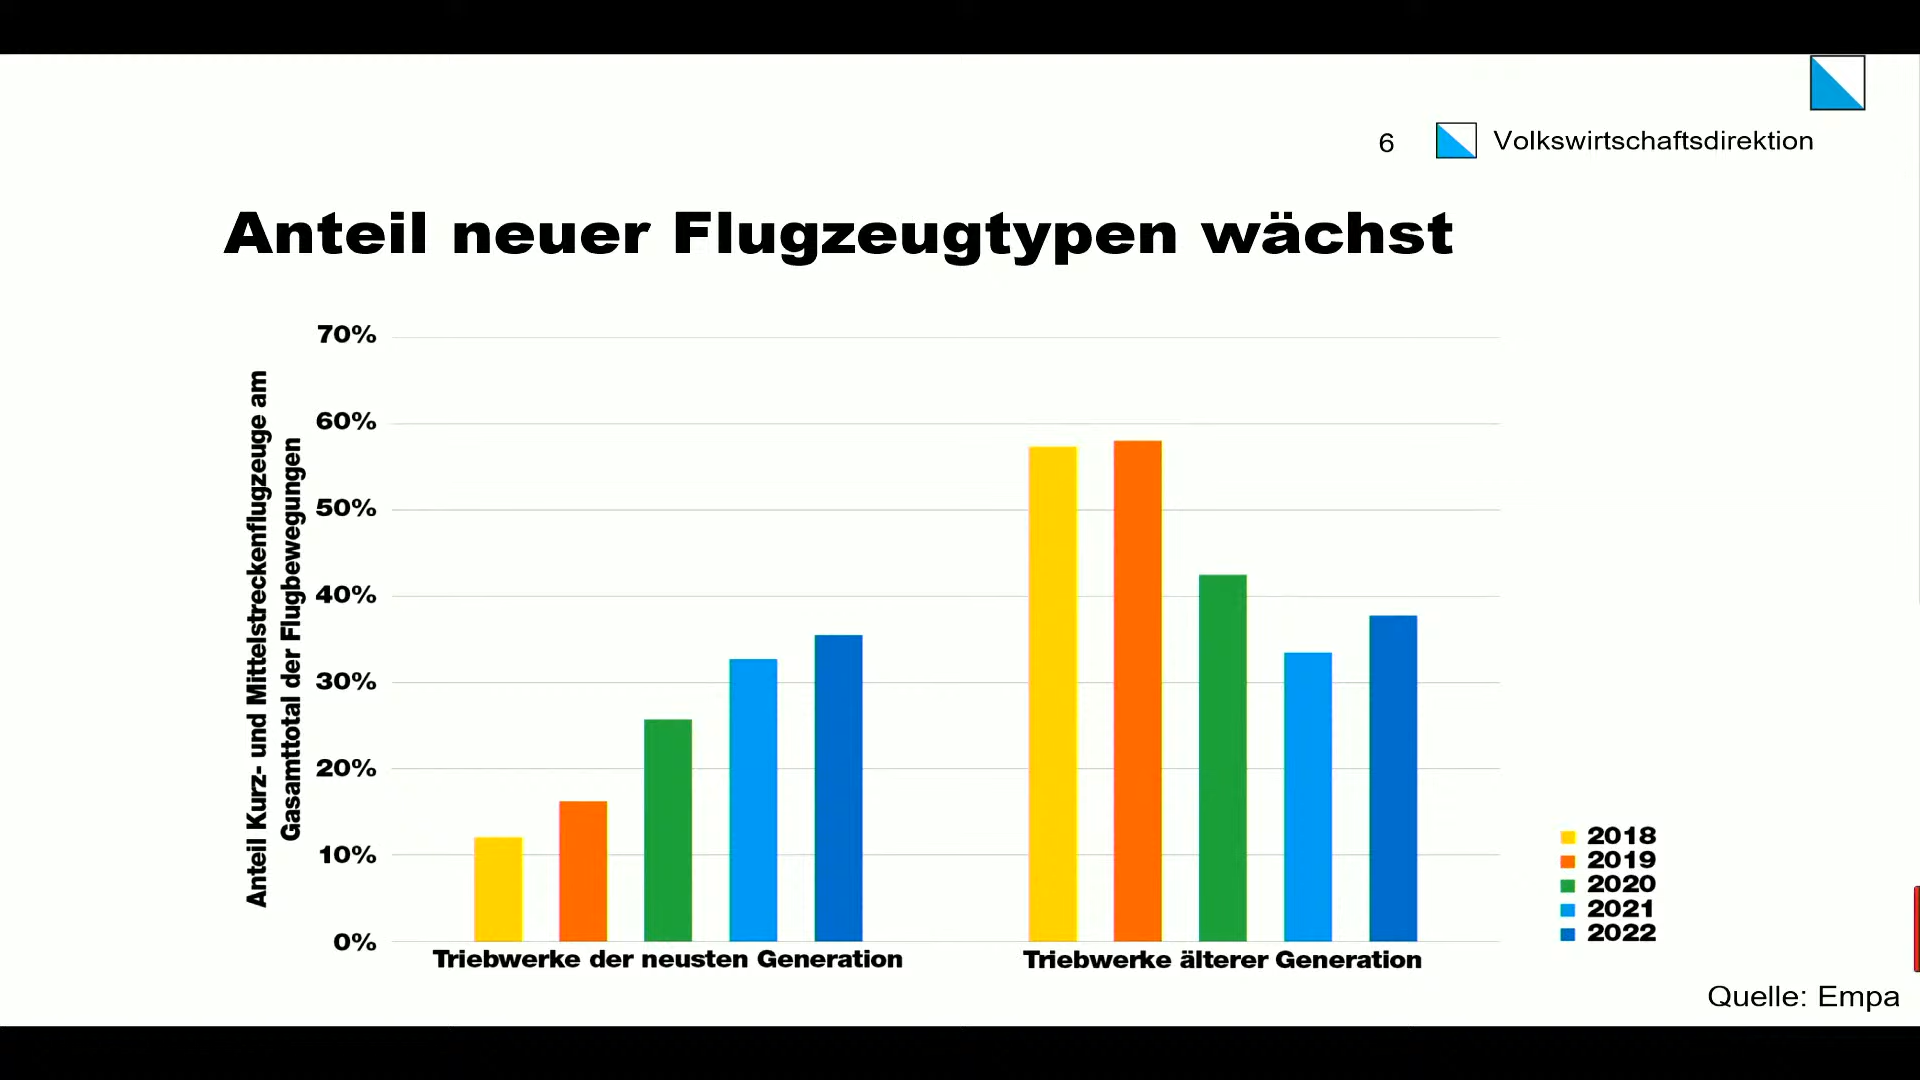 6 Volkswirtschaftsdirektion
Anteil neuer Flugzeugtypen wächst
Anteil Kurz- und Mittelstreckenflugzeuge am
Gasamttotal der Flugbewegungen
70%
60%
50%
40%
30%
20%
10%
0%
Triebwerke der neusten Generation
Triebwerke älterer Generation
2018
2019
2020
2021
2022
Quelle: Empa